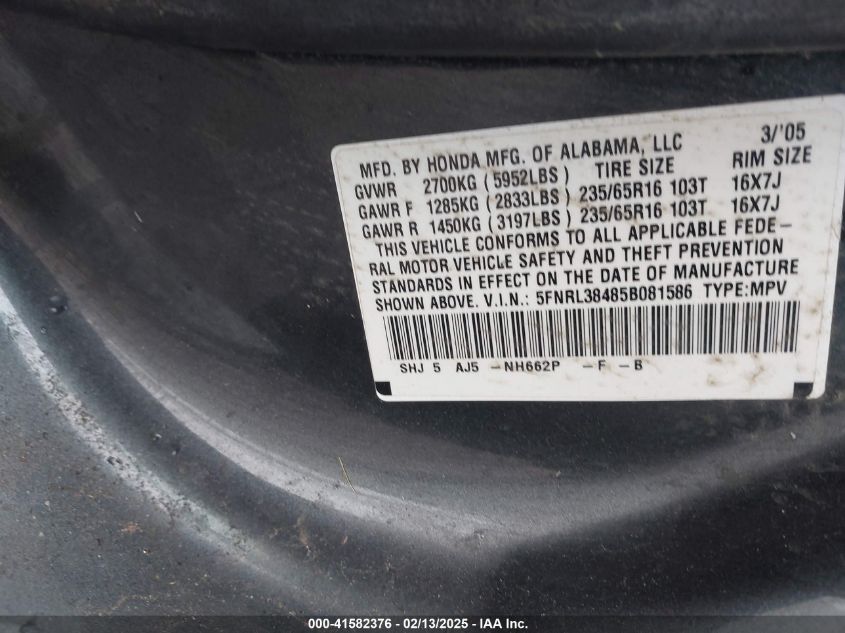 3/'05
MFD. BY HONDA MFG. OF ALABAMA, LLC
TIRE SIZE RIM SIZE
GVWR 2700KG (5952LBS)
GAWR F 1285KG (2833LBS) 235/65R16 103T 16X7J
GAWR R 1450KG (3197LBS) 235/65R16 103T 16X7J
THIS VEHICLE CONFORMS TO ALL APPLICABLE FEDE-
RAL MOTOR VEHICLE SAFETY AND THEFT PREVENTION
STANDARDS IN EFFECT ON THE DATE OF MANUFACTURE
SHOWN ABOVE. V.I.N.: 5FNRL38485B081586 TYPE:MPV
SHJ 5 AJ5 -NH662P -F -B
000-41582376 - 02/13/2025 - IAA Inc.